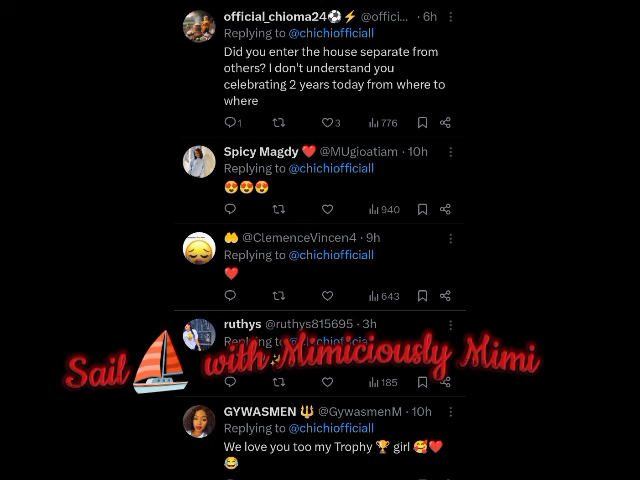 official_chioma24⚽⚡ @offici... · 6h
Replying to @chichiofficiall
Did you enter the house separate from
others? I don't understand you
celebrating 2 years today from where to
where
1 3 776
Spicy Magdy ❤️ @MUgioatiam · 10h
Replying to @chichiofficiall
😍😍😍
940
🤲 @ClemenceVincen4 · 9h
Replying to @chichiofficiall
❤️
643
ruthys @ruthys815695 · 3h
Replying to @chichiofficiall
Sail ⛵ with Mimiciously Mimi
185
GYWASMEN 🔱 @GywasmenM · 10h
Replying to @chichiofficiall
We love you too my Trophy 🏆 girl 🥰❤️
😂